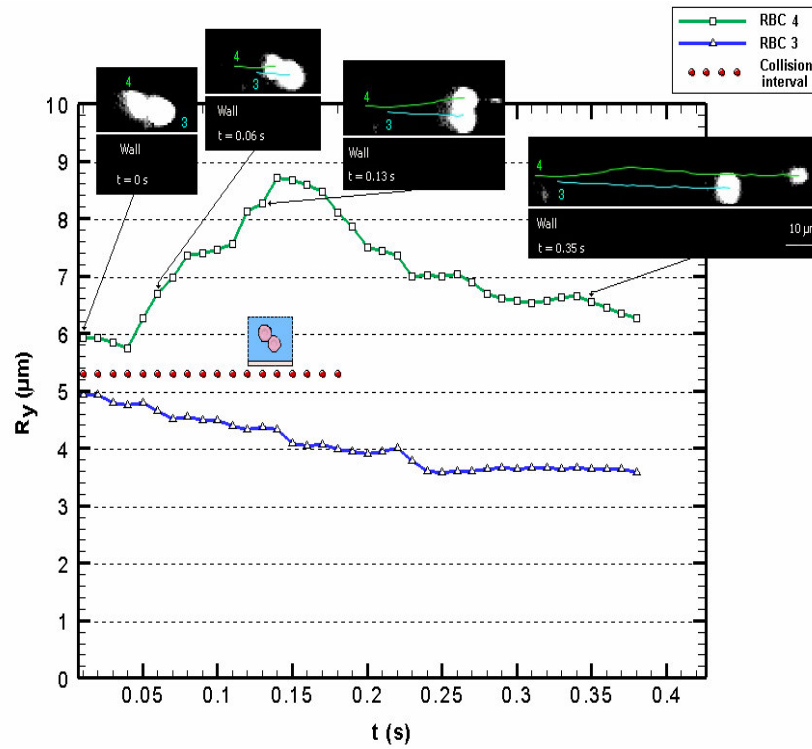 RBC 4
RBC 3
Collision
interval
4
3
Wall
t = 0 s
4
3
Wall
t = 0.06 s
4
3
Wall
t = 0.13 s
4
3
Wall
t = 0.35 s
10 µm
10
9
8
7
6
5
4
3
2
1
0
Ry (µm)
0.05
0.1
0.15
0.2
0.25
0.3
0.35
0.4
t (s)